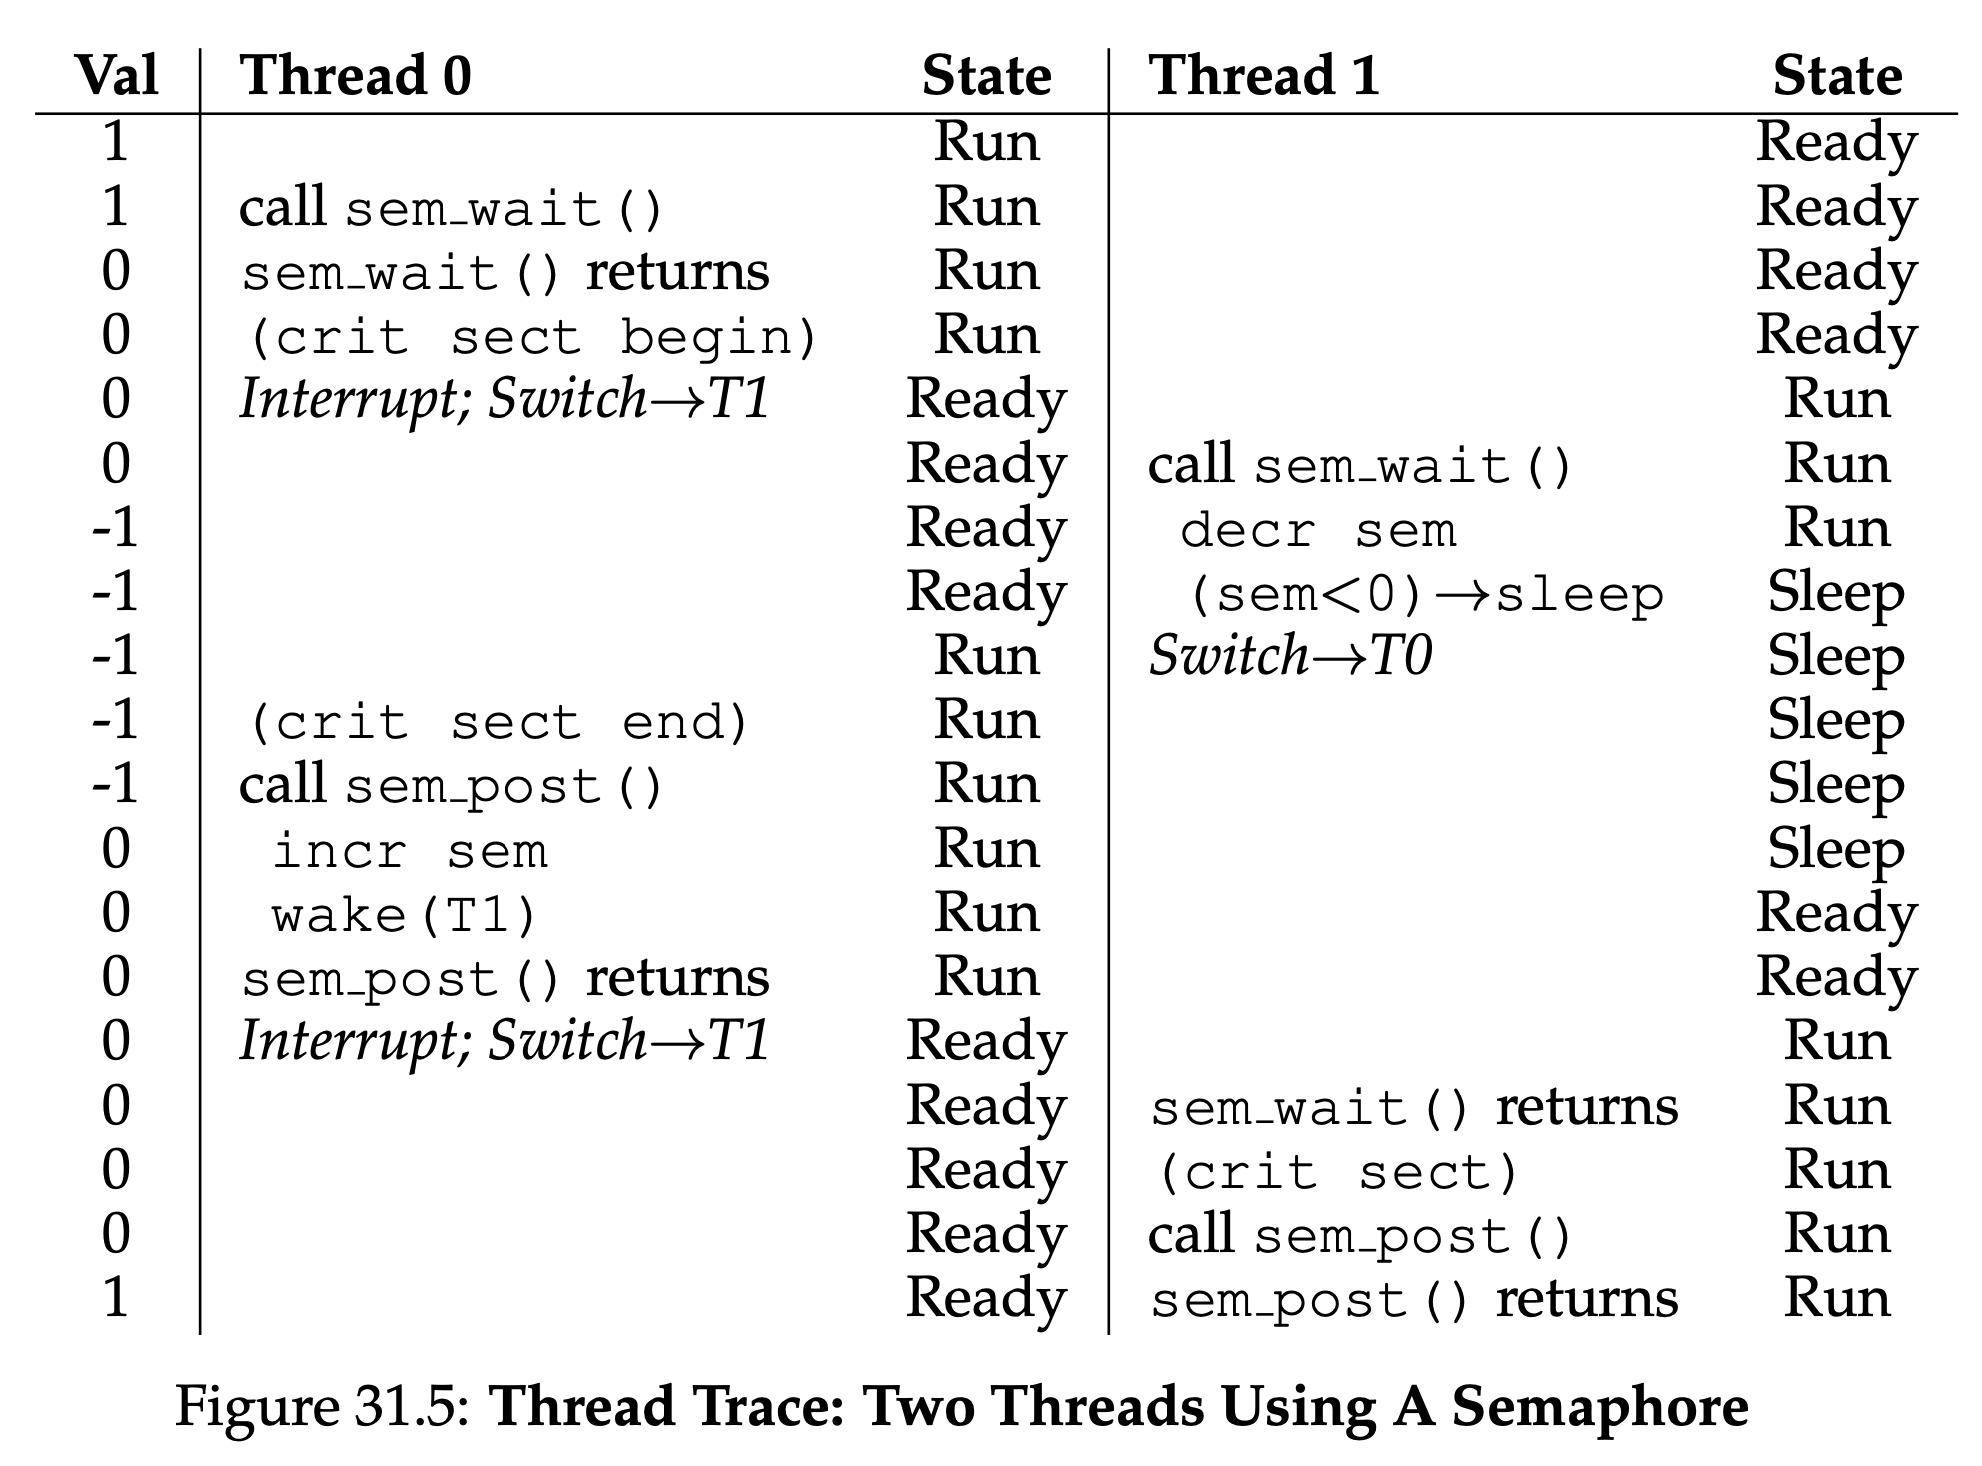 Val Thread 0 State Thread 1 State
1 Run Ready
1 call sem_wait() Run Ready
0 sem_wait() returns Run Ready
0 (crit sect begin) Run Ready
0 Interrupt; Switch→T1 Ready Run
0 Ready call sem_wait() Run
-1 Ready decr sem Run
-1 Ready (sem<0)→sleep Sleep
-1 Run Switch→T0 Sleep
-1 (crit sect end) Run Sleep
-1 call sem_post() Run Sleep
0 incr sem Run Sleep
0 wake(T1) Run Ready
0 sem_post() returns Run Ready
0 Interrupt; Switch→T1 Ready Run
0 Ready sem_wait() returns Run
0 Ready (crit sect) Run
0 Ready call sem_post() Run
1 Ready sem_post() returns Run
Figure 31.5: Thread Trace: Two Threads Using A Semaphore